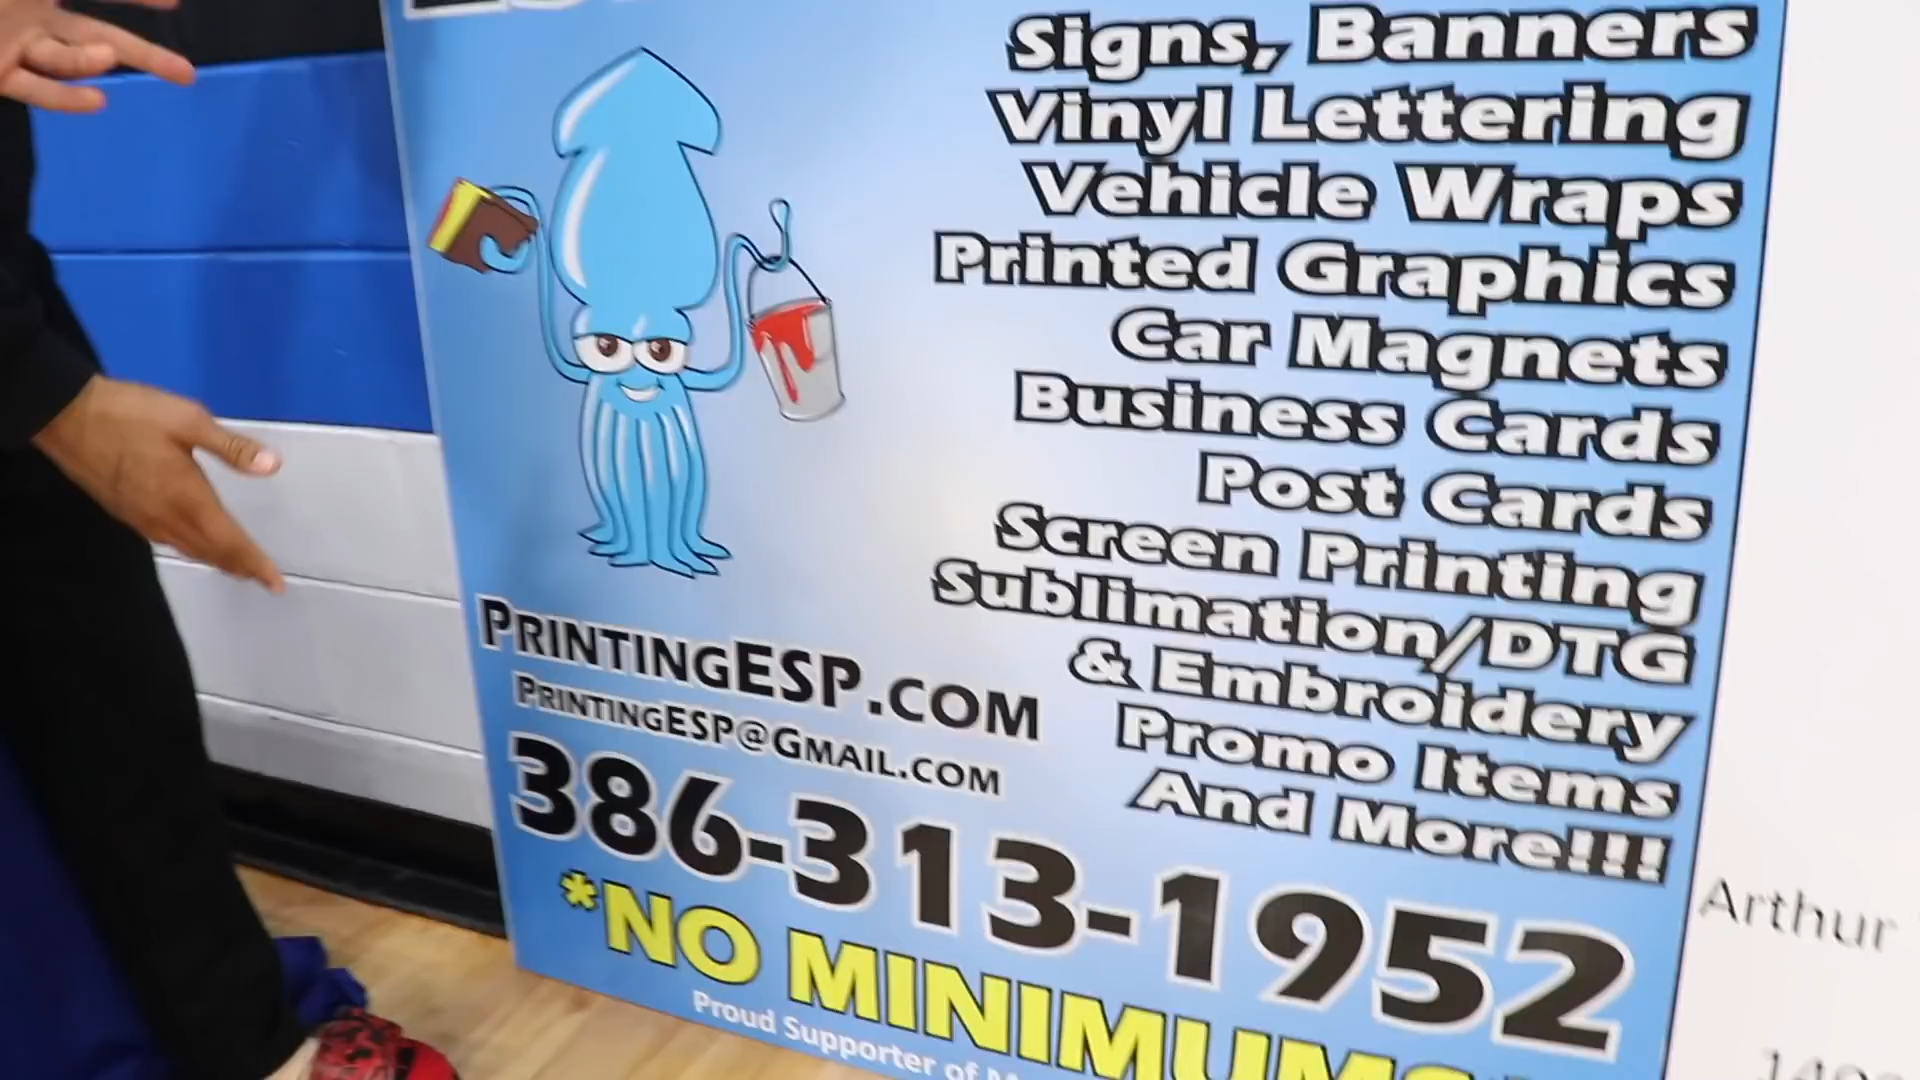 Signs, Banners
Vinyl Lettering
Vehicle Wraps
Printed Graphics
Car Magnets
Business Cards
Post Cards
Screen Printing
Sublimation/DTG
& Embroidery
Promo Items
And More!!!
PRINTINGESP.COM
PRINTINGESP@GMAIL.COM
386-313-1952
*NO MINIMUMS
Proud Supporter of
Arthur